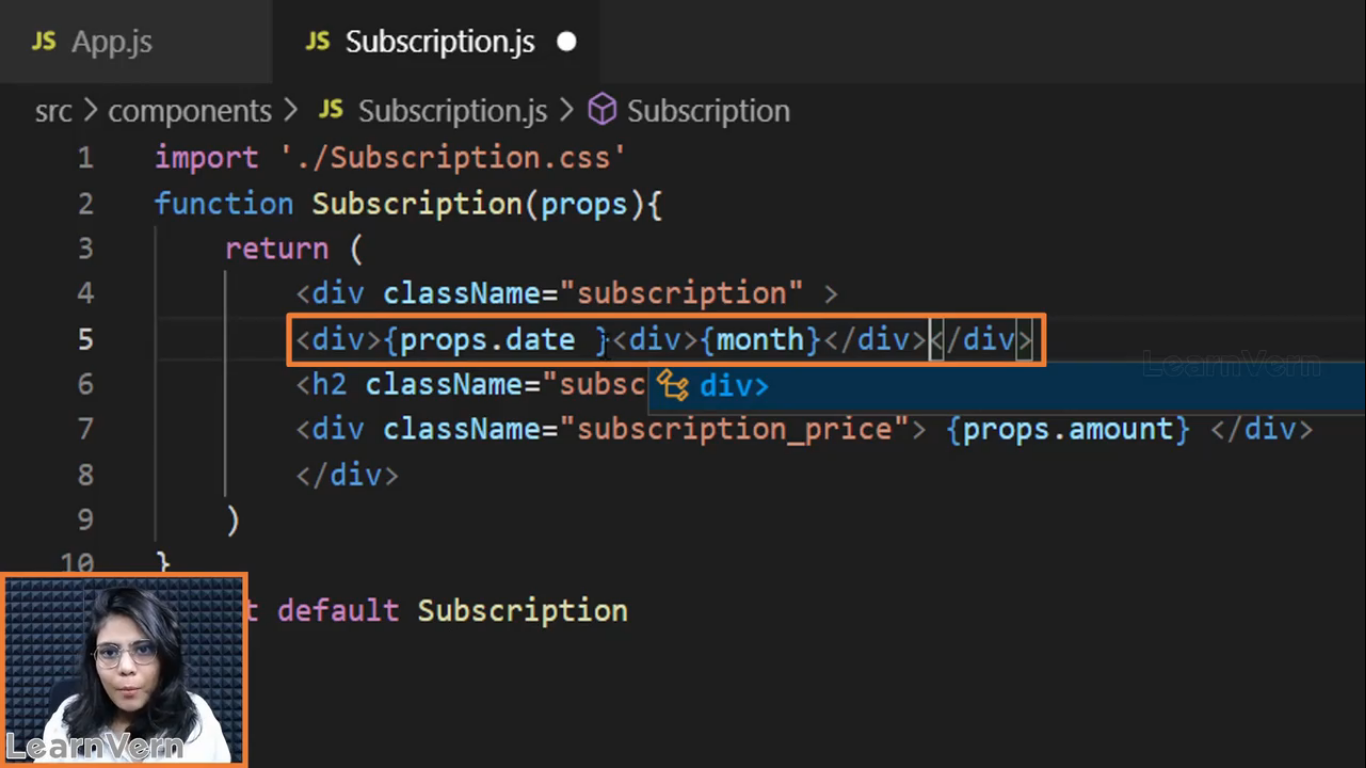 JS App.js
JS Subscription.js
src > components > JS Subscription.js > Subscription
1 import './Subscription.css'
2 function Subscription(props){
3 return (
4 <div className="subscription" >
5 <div>{props.date }<div>{month}</div></div>
6 <h2 className="subsc
div>
7 <div className="subscription_price"> {props.amount} </div>
8 </div>
9 )
10 }
t default Subscription
LearnVern
LearnVern